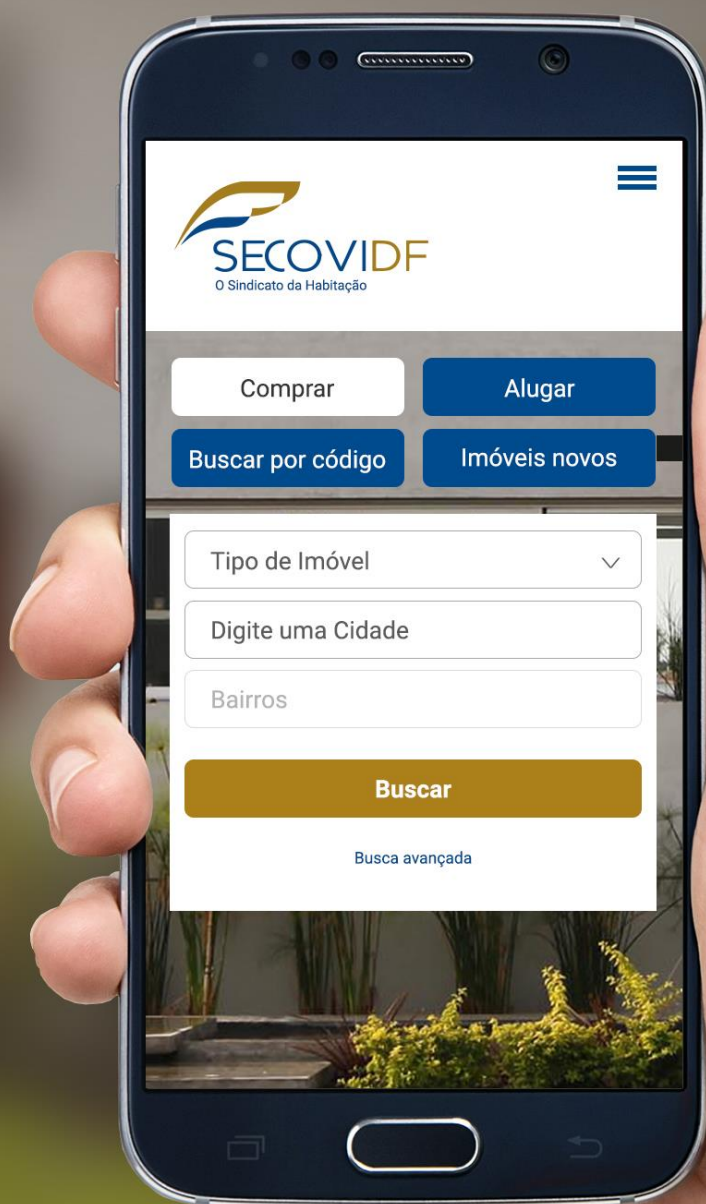 SECOVIDF
O Sindicato da Habitação
Comprar
Alugar
Buscar por código
Imóveis novos
Tipo de Imóvel
Digite uma Cidade
Bairros
Buscar
Busca avançada